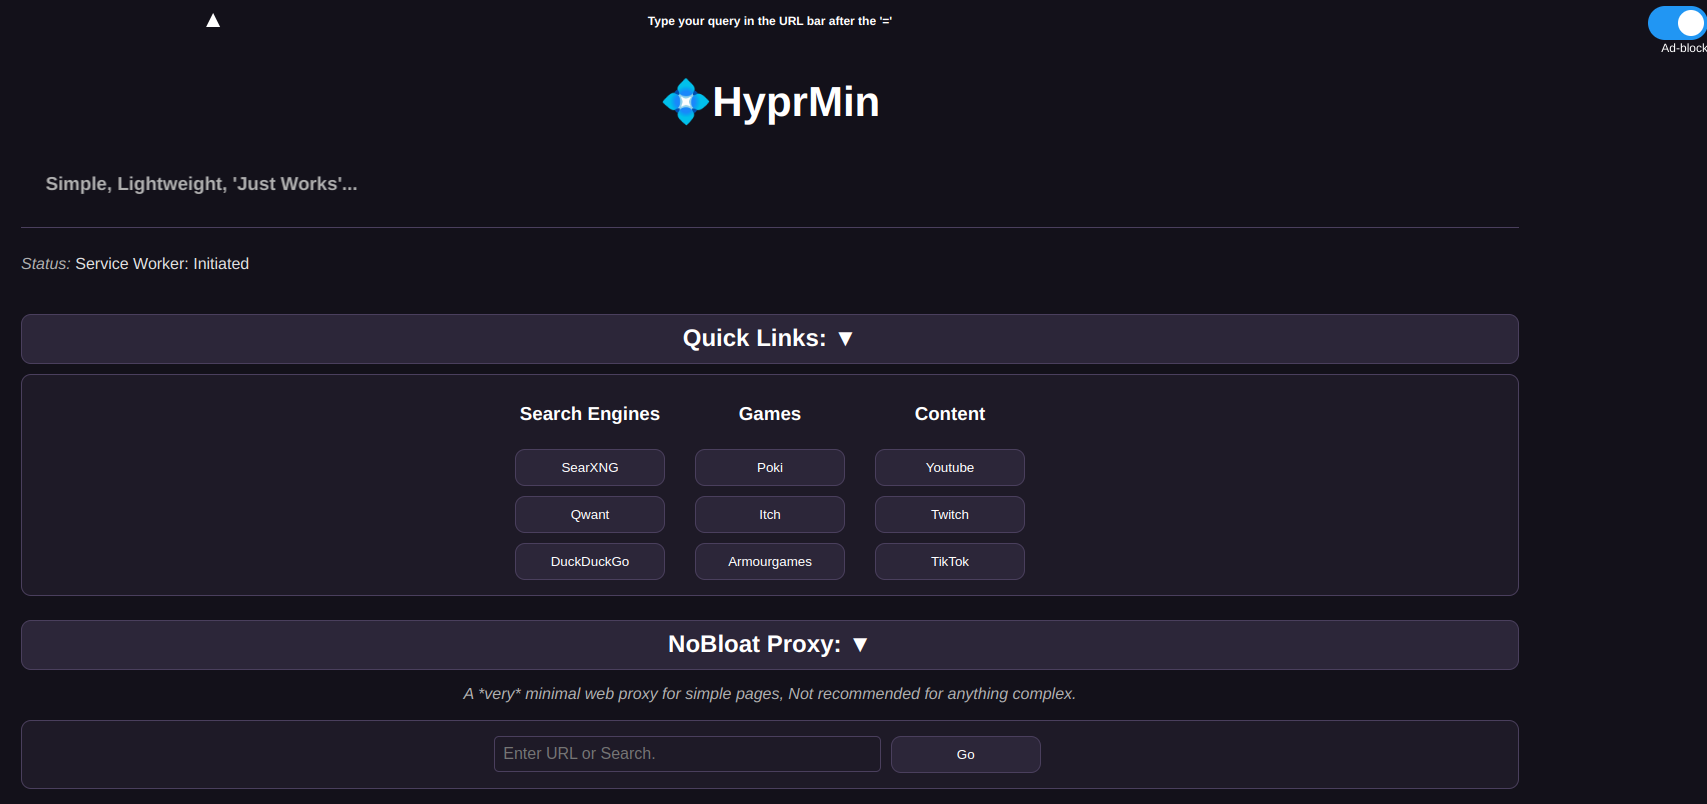 ▲
Type your query in the URL bar after the '='
Ad-block
HyprMin
Simple, Lightweight, 'Just Works'...
Status: Service Worker: Initiated
Quick Links: ▼
Search Engines Games Content
SearXNG Poki Youtube
Qwant Itch Twitch
DuckDuckGo Armourgames TikTok
NoBloat Proxy: ▼
A *very* minimal web proxy for simple pages, Not recommended for anything complex.
Enter URL or Search. Go